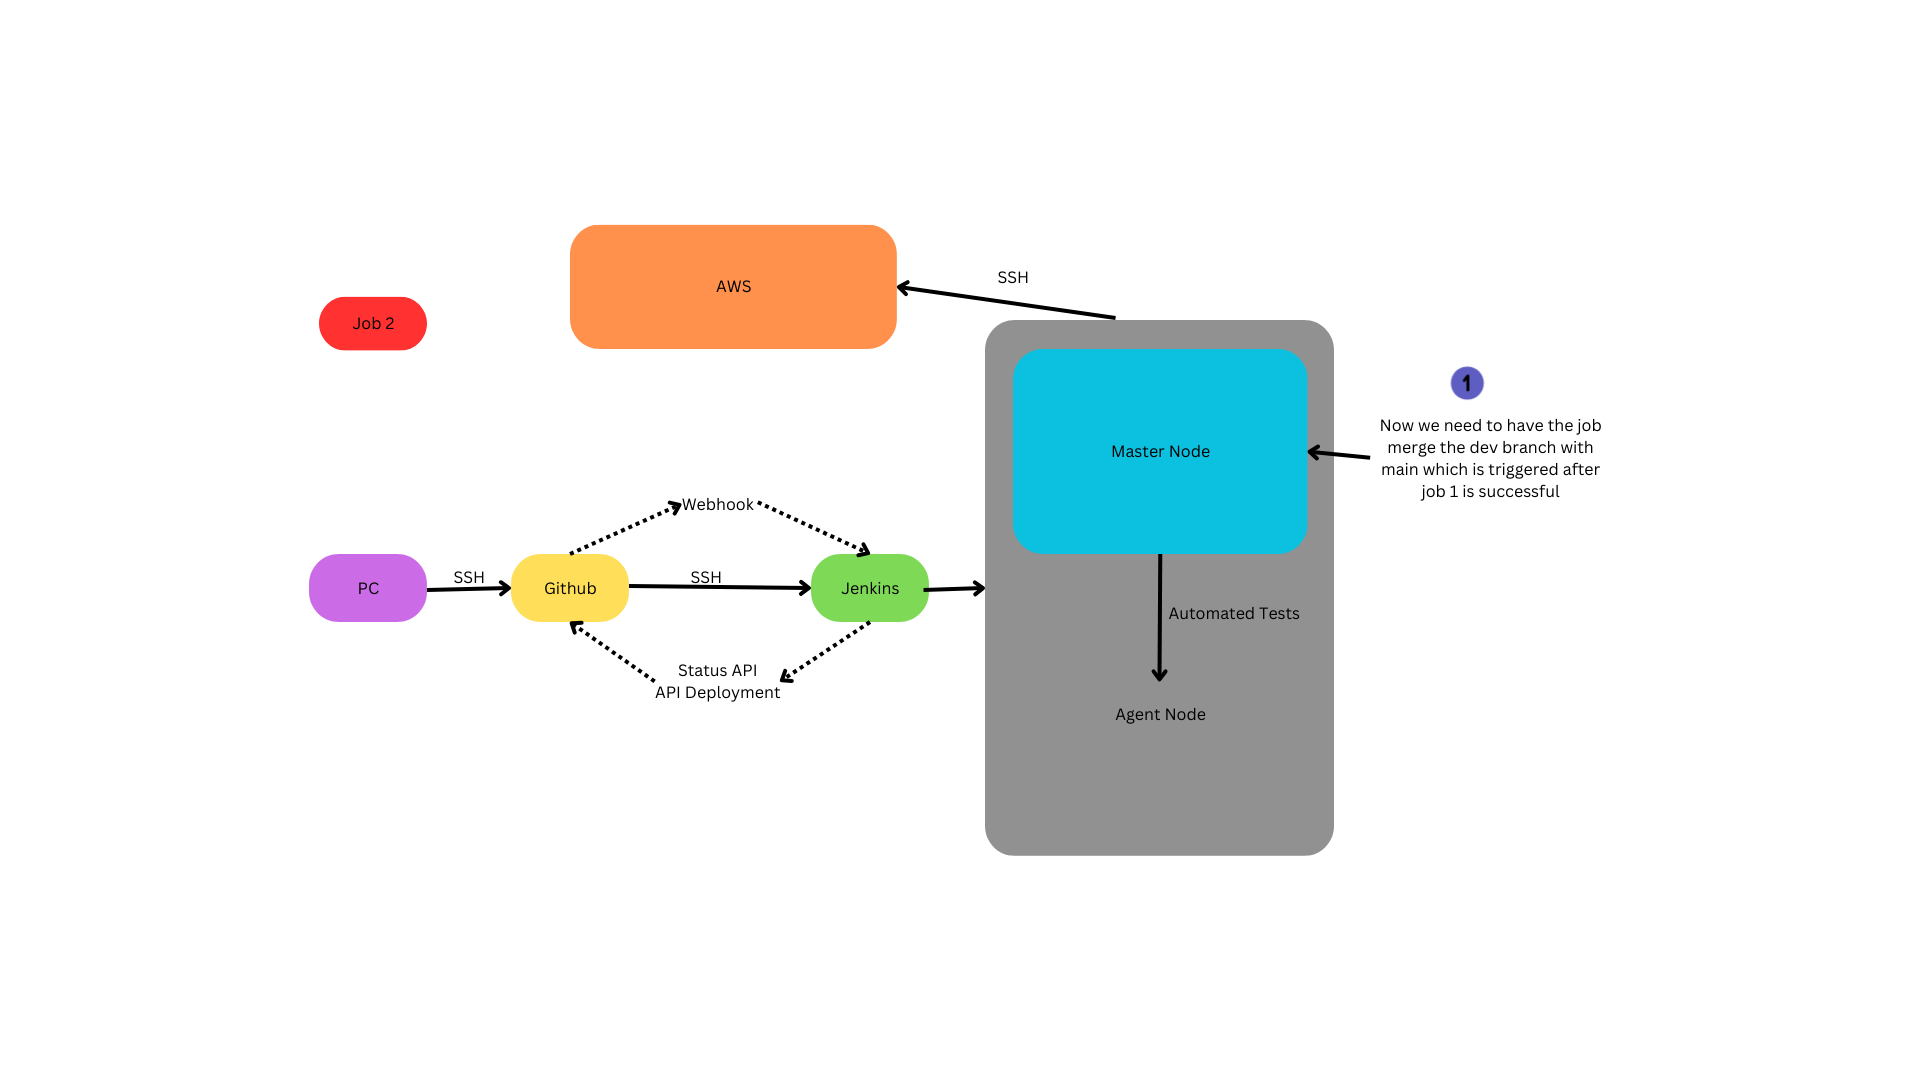 AWS
SSH
Job 2
1
Now we need to have the job
merge the dev branch with
main which is triggered after
job 1 is successful
Master Node
Webhook
PC
SSH
Github
SSH
Jenkins
Automated Tests
Status API
API Deployment
Agent Node